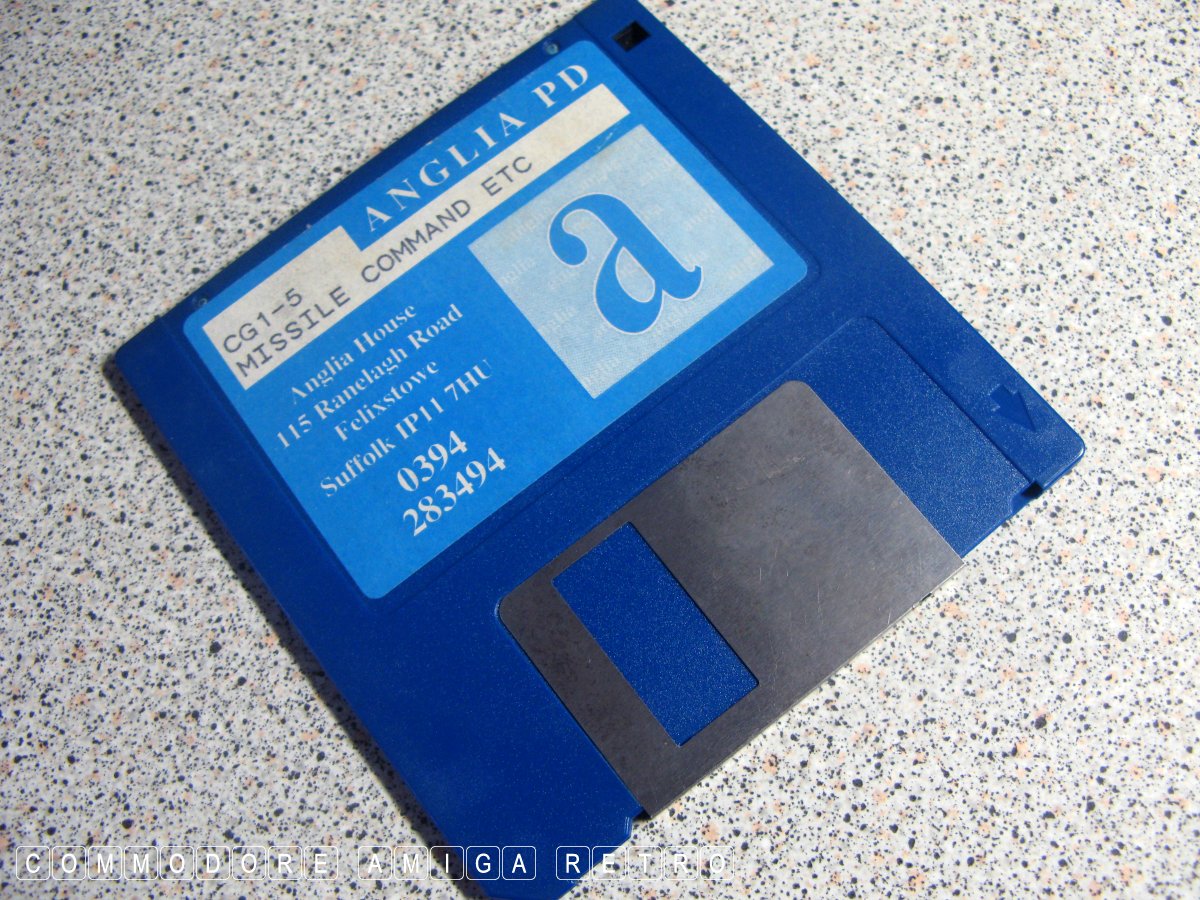 ANGLIA PD
CG1-5
MISSILE COMMAND ETC
a
Anglia House
115 Ranelagh Road
Felixstowe
Suffolk IP11 7HU
0394
283494
COMMODORE AMIGA RETRO